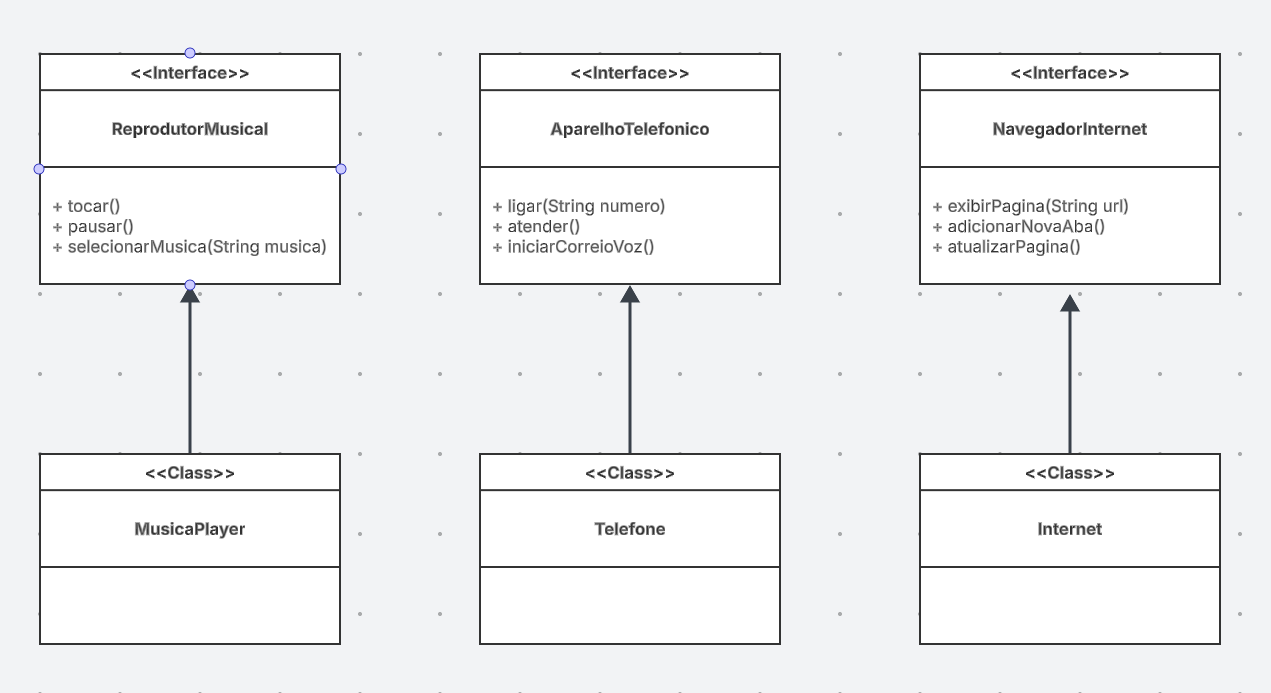 <<Interface>>
ReprodutorMusical
+ tocar()
+ pausar()
+ selecionarMusica(String musica)
<<Interface>>
AparelhoTelefonico
+ ligar(String numero)
+ atender()
+ iniciarCorreioVoz()
<<Interface>>
NavegadorInternet
+ exibirPagina(String url)
+ adicionarNovaAba()
+ atualizarPagina()
<<Class>>
MusicaPlayer
<<Class>>
Telefone
<<Class>>
Internet